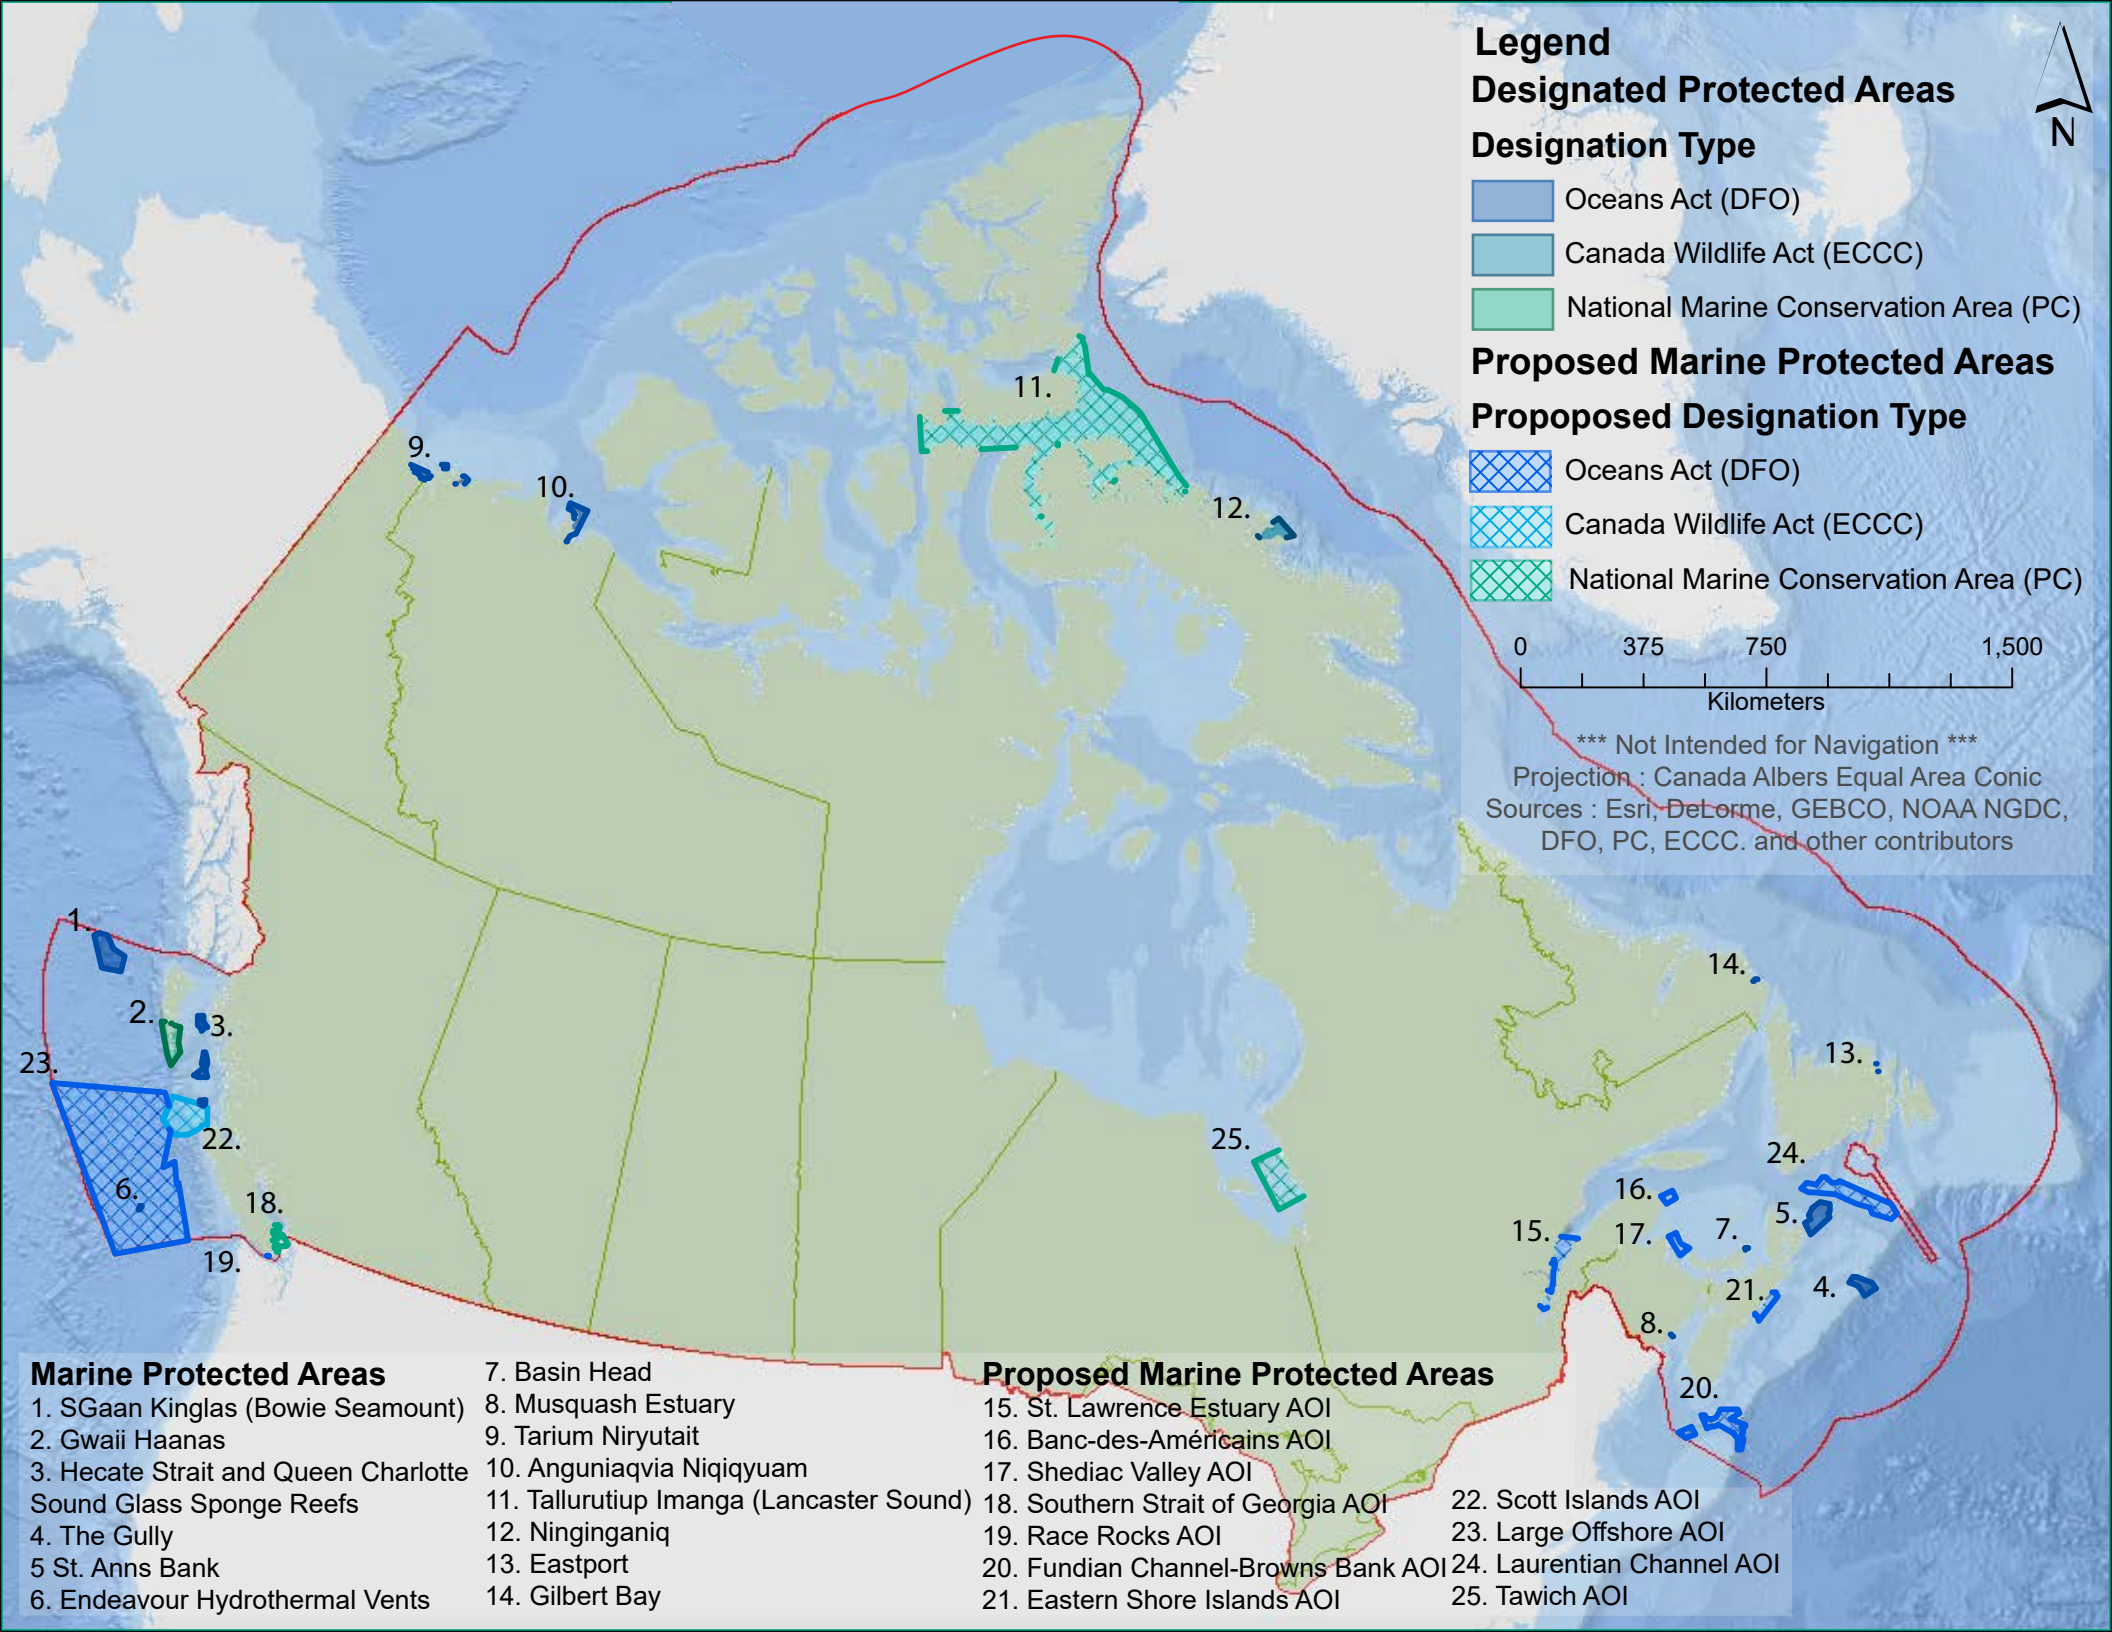 Legend
Designated Protected Areas
Designation Type
Oceans Act (DFO)
Canada Wildlife Act (ECCC)
National Marine Conservation Area (PC)
Proposed Marine Protected Areas
Propoposed Designation Type
Oceans Act (DFO)
Canada Wildlife Act (ECCC)
National Marine Conservation Area (PC)
N
0 375 750 1,500
Kilometers
*** Not Intended for Navigation ***
Projection : Canada Albers Equal Area Conic
Sources : Esri, DeLorme, GEBCO, NOAA NGDC,
DFO, PC, ECCC. and other contributors
11.
9.
10.
12.
1.
14.
2.
3.
23.
13.
22.
25.
24.
6.
18.
16.
5.
15.
17.
7.
19.
21.
4.
8.
20.
Marine Protected Areas
1. SGaan Kinglas (Bowie Seamount)
2. Gwaii Haanas
3. Hecate Strait and Queen Charlotte
Sound Glass Sponge Reefs
4. The Gully
5 St. Anns Bank
6. Endeavour Hydrothermal Vents
7. Basin Head
8. Musquash Estuary
9. Tarium Niryutait
10. Anguniaqvia Niqiqyuam
11. Tallurutiup Imanga (Lancaster Sound)
12. Ninginganiq
13. Eastport
14. Gilbert Bay
Proposed Marine Protected Areas
15. St. Lawrence Estuary AOI
16. Banc-des-Américains AOI
17. Shediac Valley AOI
18. Southern Strait of Georgia AOI
19. Race Rocks AOI
20. Fundian Channel-Browns Bank AOI
21. Eastern Shore Islands AOI
22. Scott Islands AOI
23. Large Offshore AOI
24. Laurentian Channel AOI
25. Tawich AOI